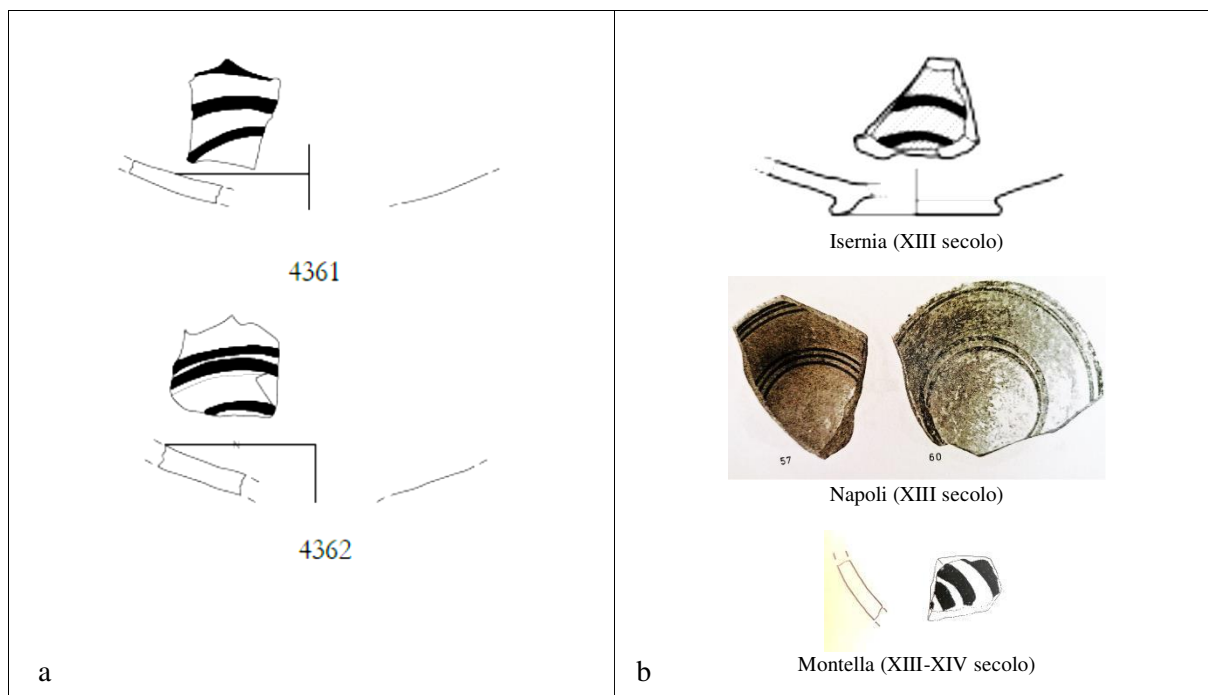 4361
4362
a
Isernia (XIII secolo)
57
60
Napoli (XIII secolo)
Montella (XIII-XIV secolo)
b